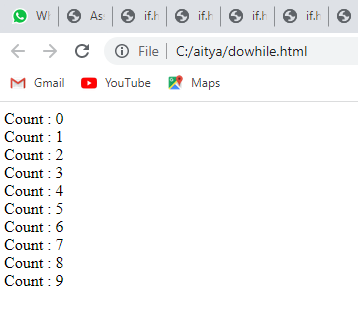 Wh As: if.h if.h if.h if.h
File C:/aitya/dowhile.html
Gmail YouTube Maps
Count : 0
Count : 1
Count : 2
Count : 3
Count : 4
Count : 5
Count : 6
Count : 7
Count : 8
Count : 9